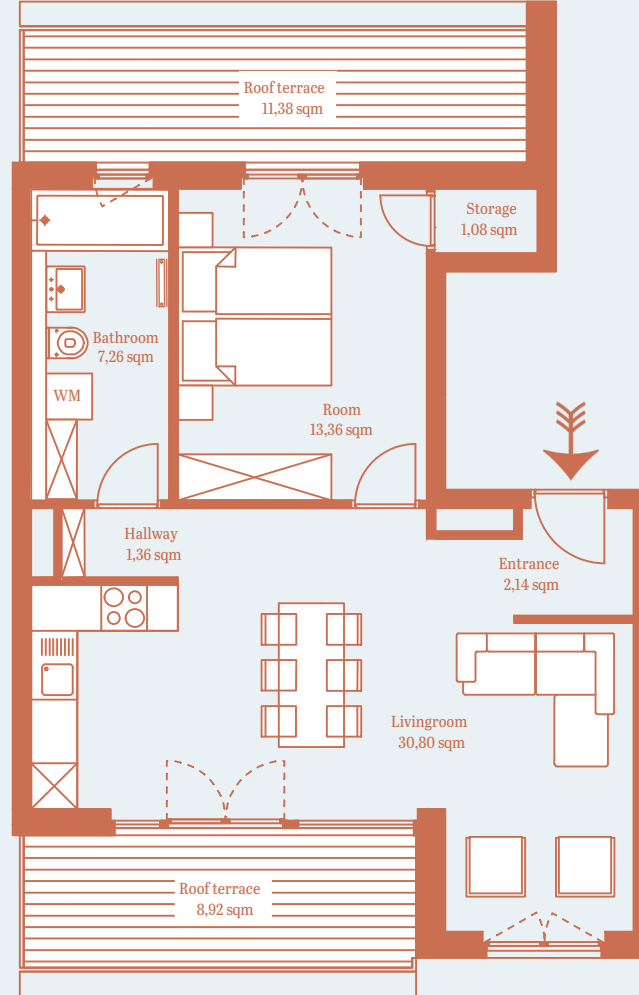 Roof terrace
11,38 sqm
Storage
1,08 sqm
Bathroom
7,26 sqm
WM
Room
13,36 sqm
Hallway
1,36 sqm
Entrance
2,14 sqm
Livingroom
30,80 sqm
Roof terrace
8,92 sqm